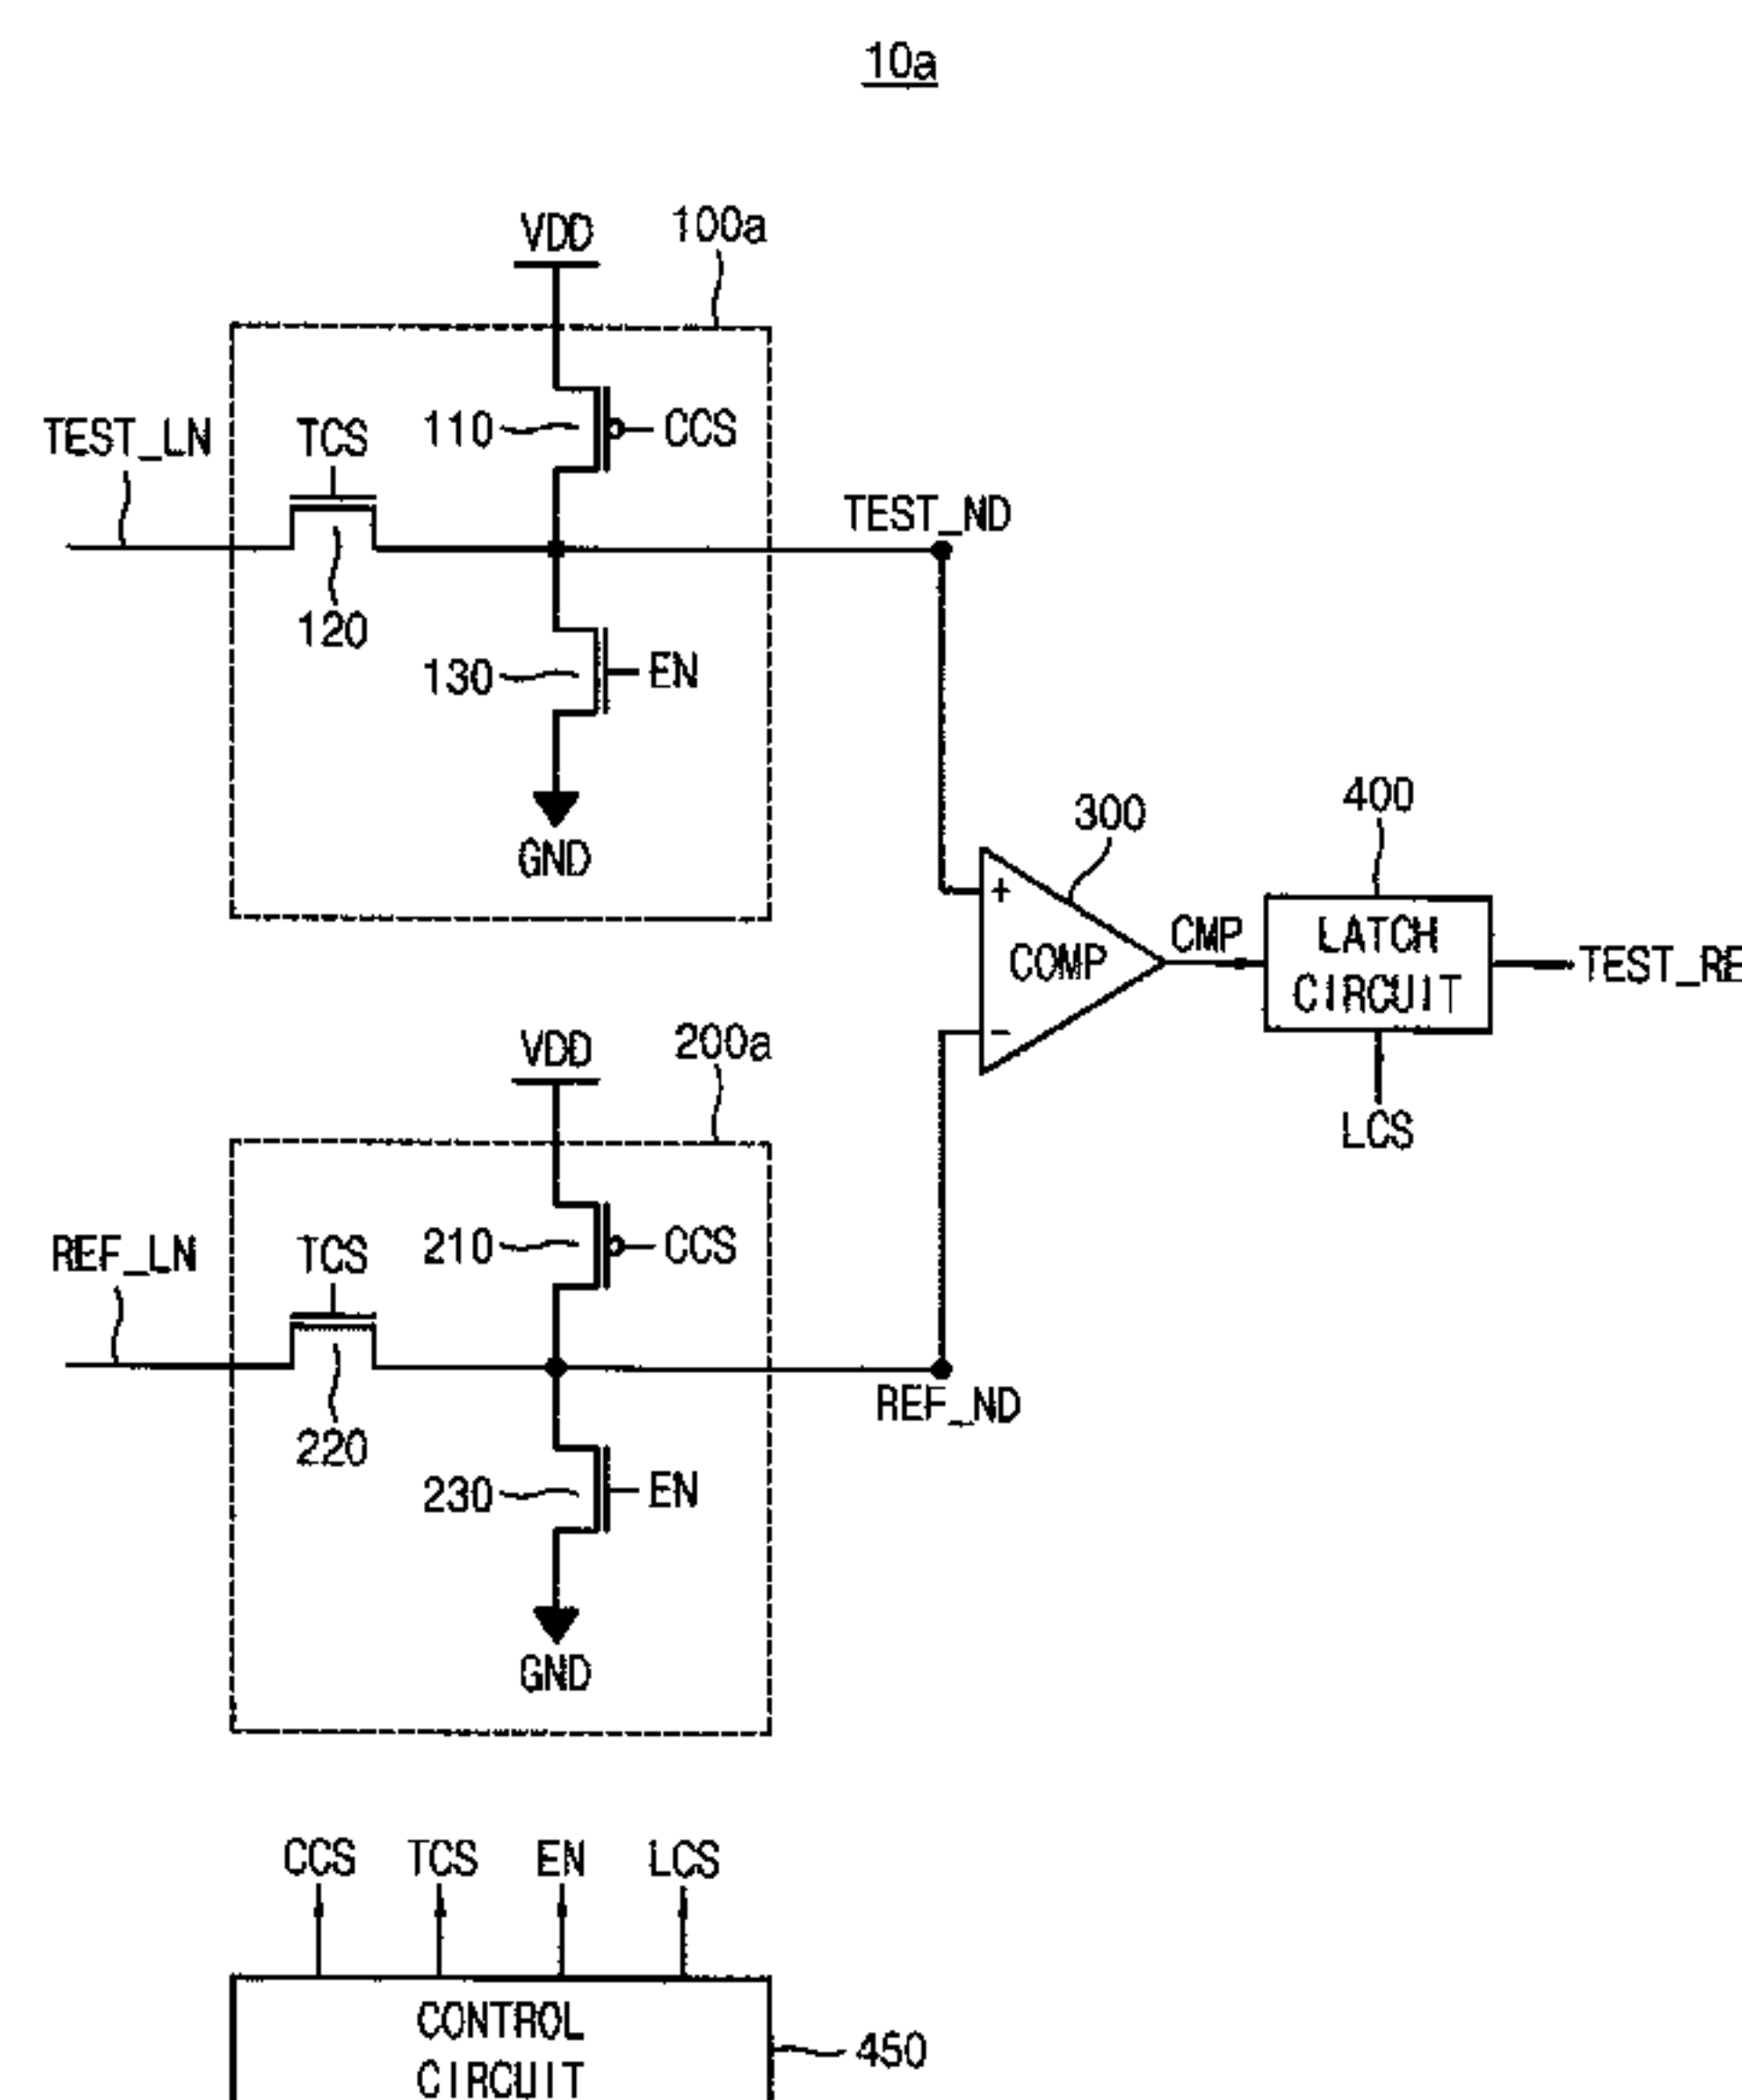 10a
VDD
100a
TEST_LN
TCS
110
CCS
TEST_ND
120
130
EN
GND
300
400
+
COMP
-
CMP
LATCH
CIRCUIT
TEST_RE
LCS
VDD
200a
REF_LN
TCS
210
CCS
REF_ND
220
230
EN
GND
CCS TCS EN LCS
CONTROL
CIRCUIT
450